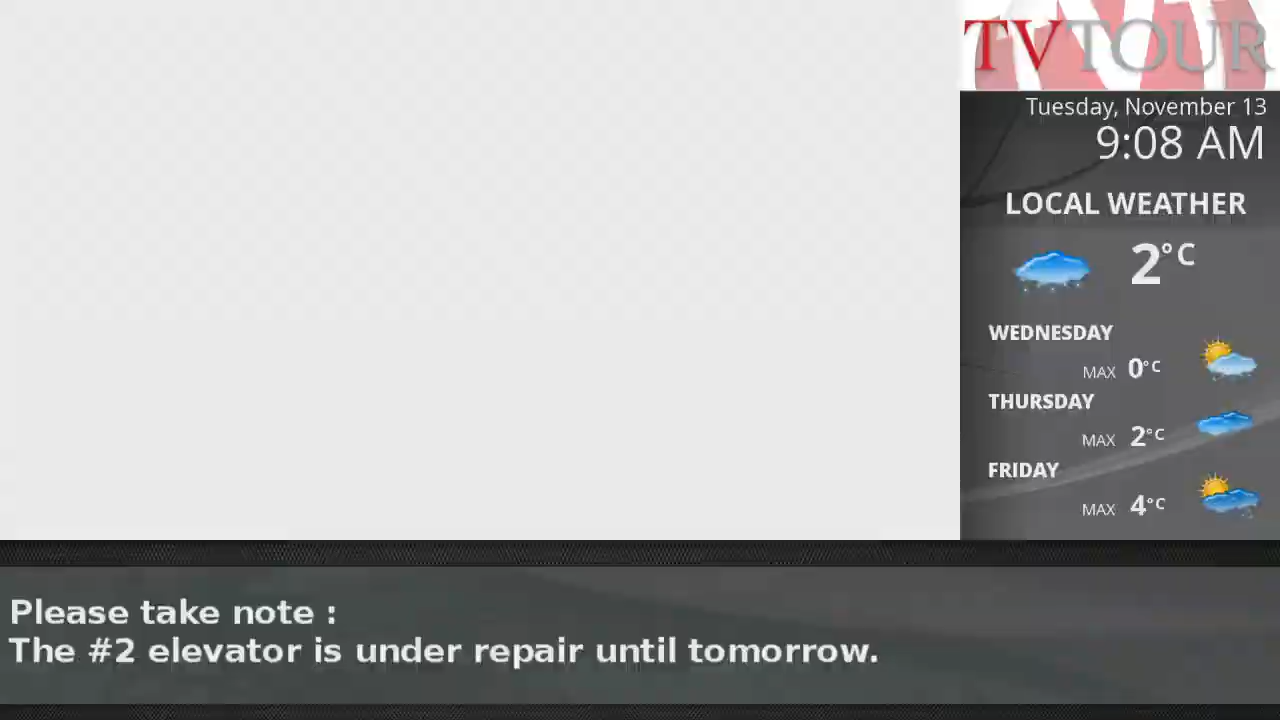 TVTOUR
Tuesday, November 13
9:08 AM
LOCAL WEATHER
2°C
WEDNESDAY
MAX 0°C
THURSDAY
MAX 2°C
FRIDAY
MAX 4°C
Please take note :
The #2 elevator is under repair until tomorrow.